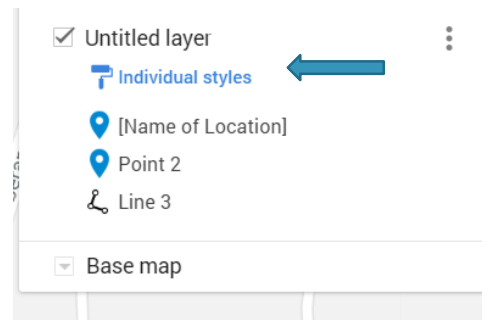 Untitled layer
Individual styles
[Name of Location]
Point 2
Line 3
Base map